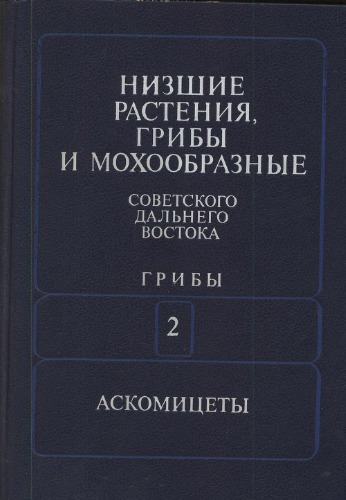 НИЗШИЕ
РАСТЕНИЯ,
ГРИБЫ
И МОХООБРАЗНЫЕ
СОВЕТСКОГО
ДАЛЬНЕГО
ВОСТОКА
ГРИБЫ
2
АСКОМИЦЕТЫ